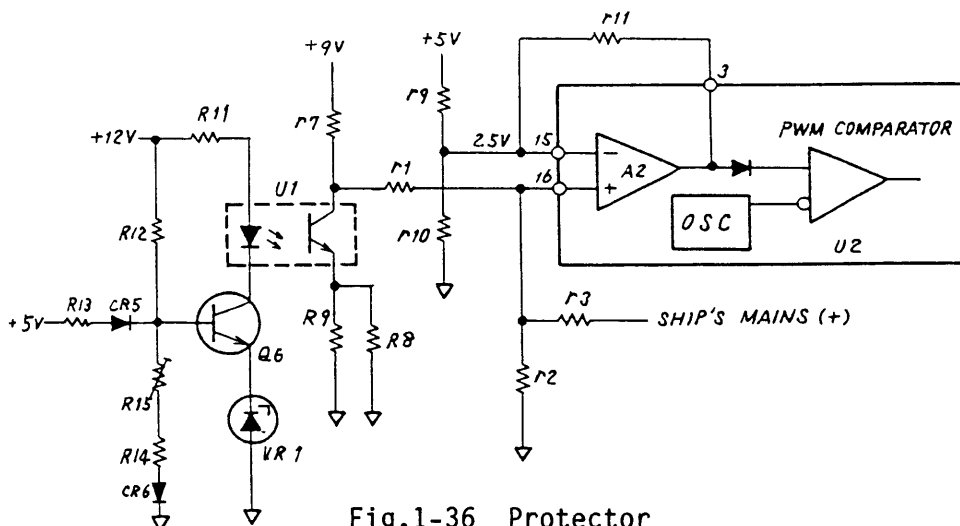 r11
+9V
+5V
3
R11
r7
r9
PWM COMPARATOR
+12V
2.5V
15
U1
r1
A2
16
R12
r10
OSC
U2
R13
CR5
+5V
R9
R8
r3
SHIP'S MAINS (+)
Q6
R15
r2
VR1
R14
CR6
Fig.1-36 Protector